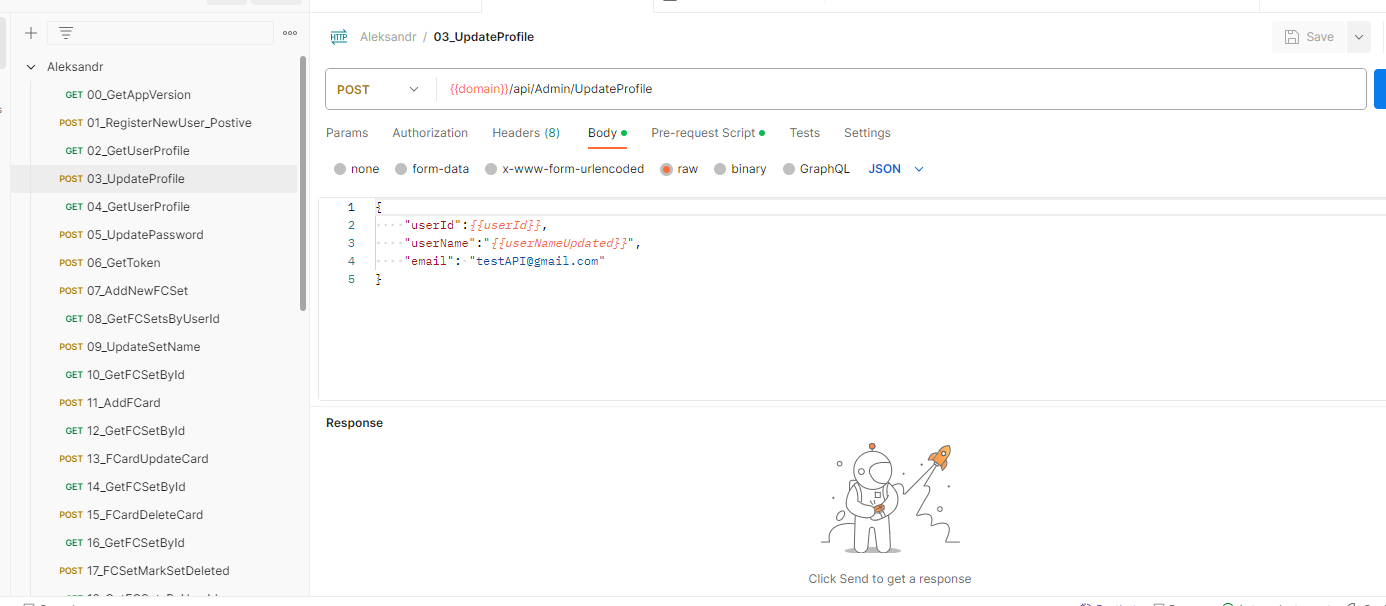 Aleksandr
GET 00_GetAppVersion
POST 01_RegisterNewUser_Postive
GET 02_GetUserProfile
POST 03_UpdateProfile
GET 04_GetUserProfile
POST 05_UpdatePassword
POST 06_GetToken
POST 07_AddNewFCSet
GET 08_GetFCSetsByUserId
POST 09_UpdateSetName
GET 10_GetFCSetById
POST 11_AddFCard
GET 12_GetFCSetById
POST 13_FCardUpdateCard
GET 14_GetFCSetById
POST 15_FCardDeleteCard
GET 16_GetFCSetById
POST 17_FCSetMarkSetDeleted
HTTP Aleksandr / 03_UpdateProfile
Save
POST {{domain}}/api/Admin/UpdateProfile
Params Authorization Headers (8) Body Pre-request Script Tests Settings
none form-data x-www-form-urlencoded raw binary GraphQL JSON
1 {
2 "userId":{{userId}},
3 "userName":"{{userNameUpdated}}",
4 "email": "testAPI@gmail.com"
5 }
Response
Click Send to get a response